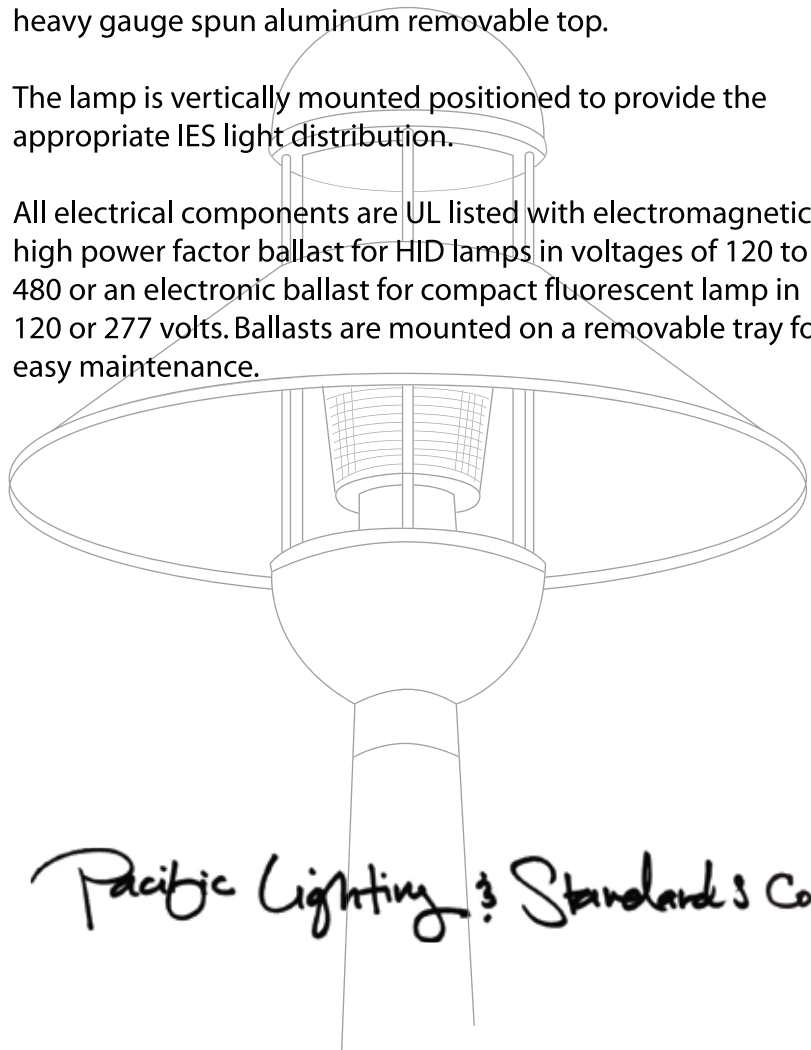 heavy gauge spun aluminum removable top.
The lamp is vertically mounted positioned to provide the
appropriate IES light distribution.
All electrical components are UL listed with electromagnetic
high power factor ballast for HID lamps in voltages of 120 to
480 or an electronic ballast for compact fluorescent lamp in
120 or 277 volts. Ballasts are mounted on a removable tray fo
easy maintenance.
Pacific Lighting & Standards Co